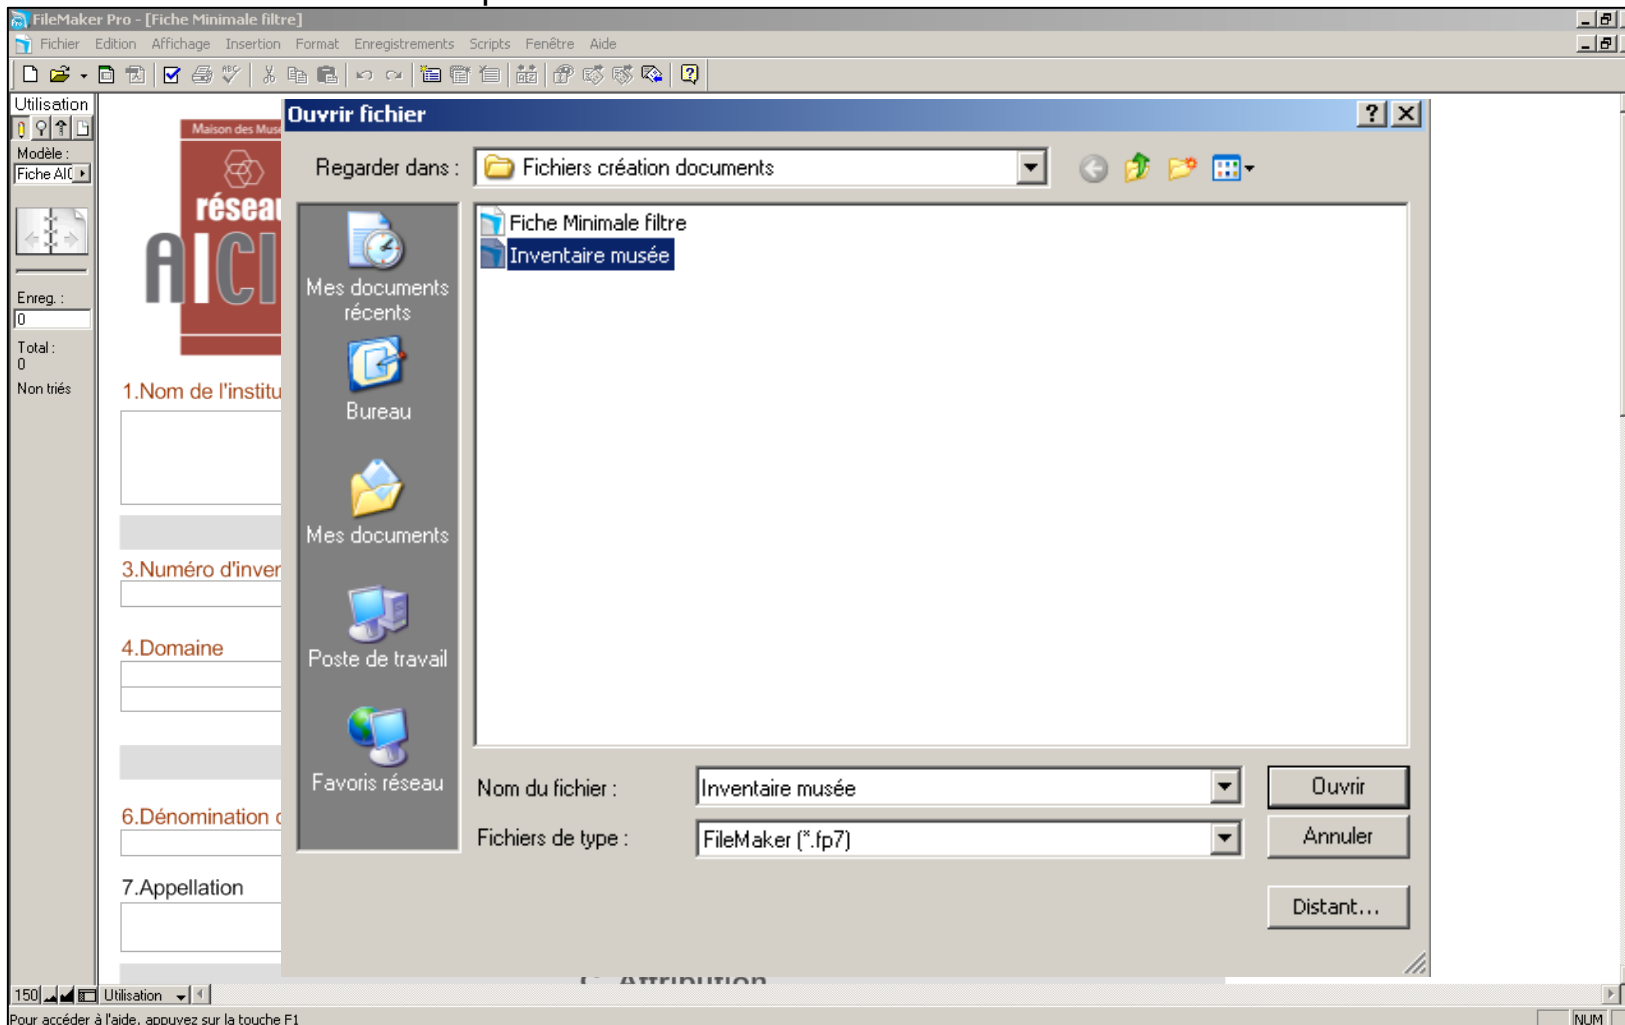 FileMaker Pro - [Fiche Minimale filtre]
Fichier Edition Affichage Insertion Format Enregistrements Scripts Fenêtre Aide
Utilisation
Modèle :
Fiche AIC
Enreg. :
0
Total :
0
Non triés
Maison des Mus
réseau
AICI
1.Nom de l'institu
3.Numéro d'inver
4.Domaine
6.Dénomination
7.Appellation
Ouvrir fichier
Regarder dans : Fichiers création documents
Mes documents
récents
Bureau
Mes documents
Poste de travail
Favoris réseau
Fiche Minimale filtre
Inventaire musée
Nom du fichier : Inventaire musée
Ouvrir
Fichiers de type : FileMaker (*.fp7)
Annuler
Distant...
Attribution
150 Utilisation
Pour accéder à l'aide, appuyez sur la touche F1
NUM